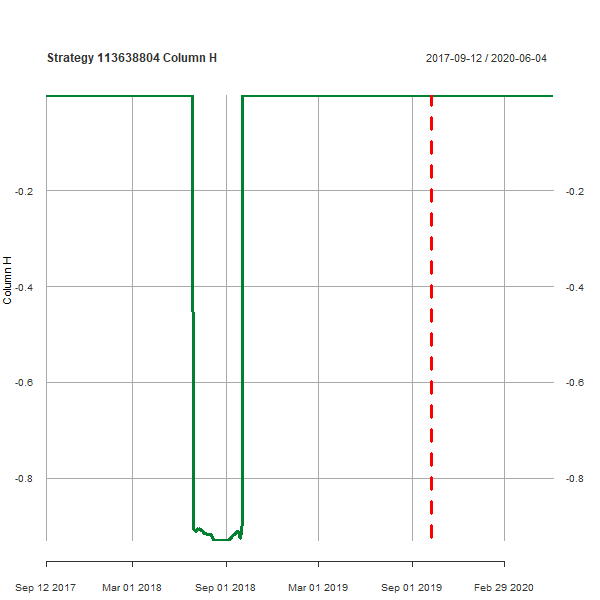 Strategy 113638804 Column H
2017-09-12 / 2020-06-04
-0.2 -0.2
-0.4 -0.4
-0.6 -0.6
-0.8 -0.8
Column H
Sep 12 2017 Mar 01 2018 Sep 01 2018 Mar 01 2019 Sep 01 2019 Feb 29 2020